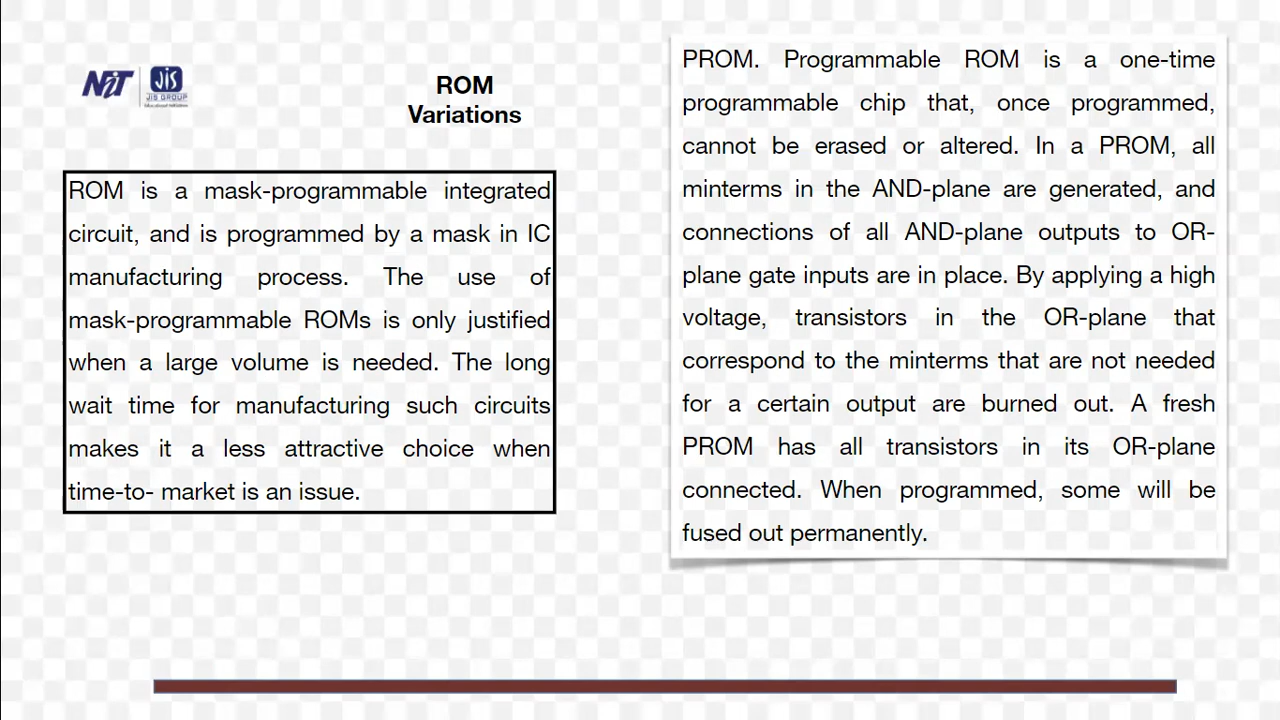 NiT
JiS
JIS GROUP
Educational Initiatives
ROM
Variations
ROM is a mask-programmable integrated
circuit, and is programmed by a mask in IC
manufacturing process. The use of
mask-programmable ROMs is only justified
when a large volume is needed. The long
wait time for manufacturing such circuits
makes it a less attractive choice when
time-to- market is an issue.
PROM. Programmable ROM is a one-time
programmable chip that, once programmed,
cannot be erased or altered. In a PROM, all
minterms in the AND-plane are generated, and
connections of all AND-plane outputs to OR-
plane gate inputs are in place. By applying a high
voltage, transistors in the OR-plane that
correspond to the minterms that are not needed
for a certain output are burned out. A fresh
PROM has all transistors in its OR-plane
connected. When programmed, some will be
fused out permanently.